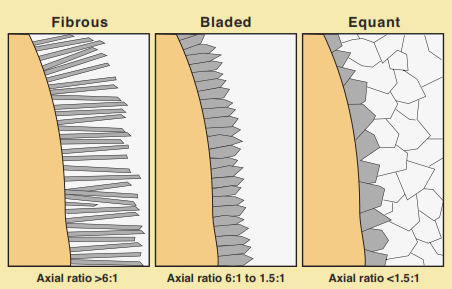 Fibrous
Bladed
Equant
Axial ratio >6:1
Axial ratio 6:1 to 1.5:1
Axial ratio <1.5:1